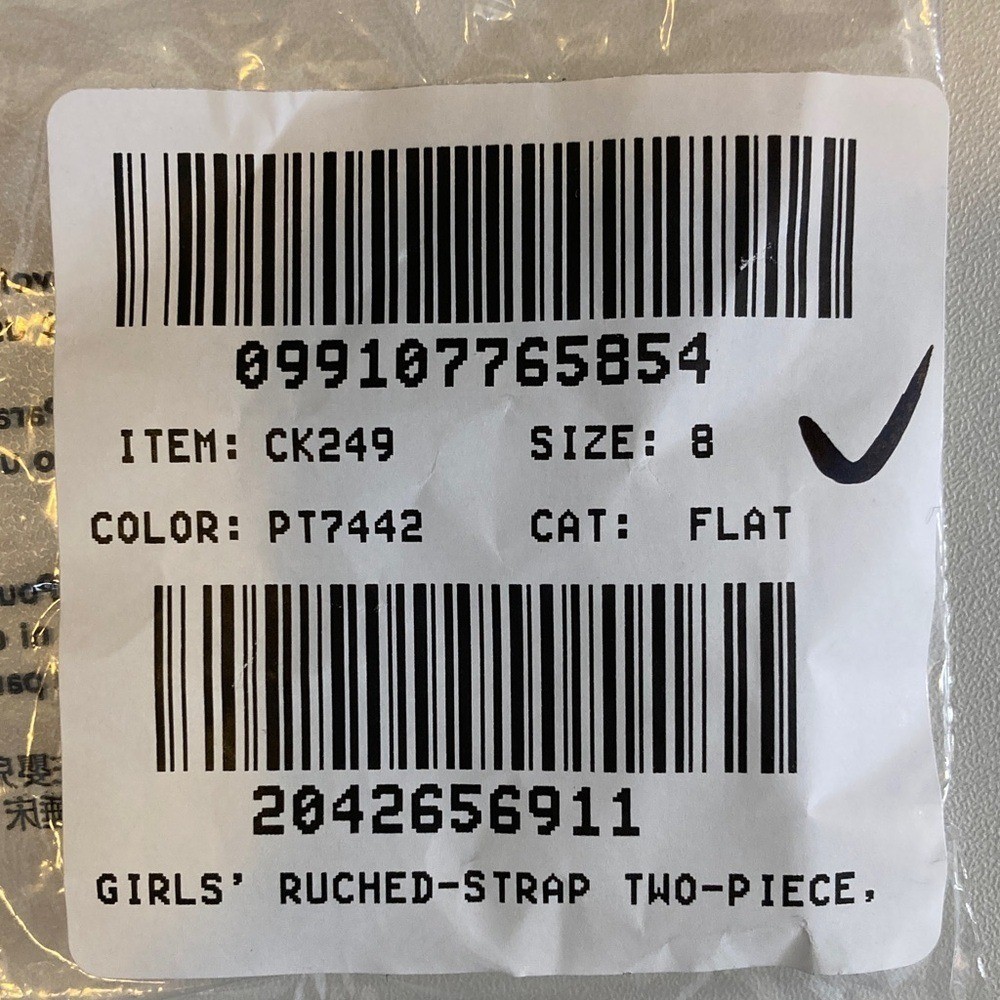 099107765854
ITEM: CK249 SIZE: 8
COLOR: PT7442 CAT: FLAT
2042656911
GIRLS' RUCHED-STRAP TWO-PIECE,